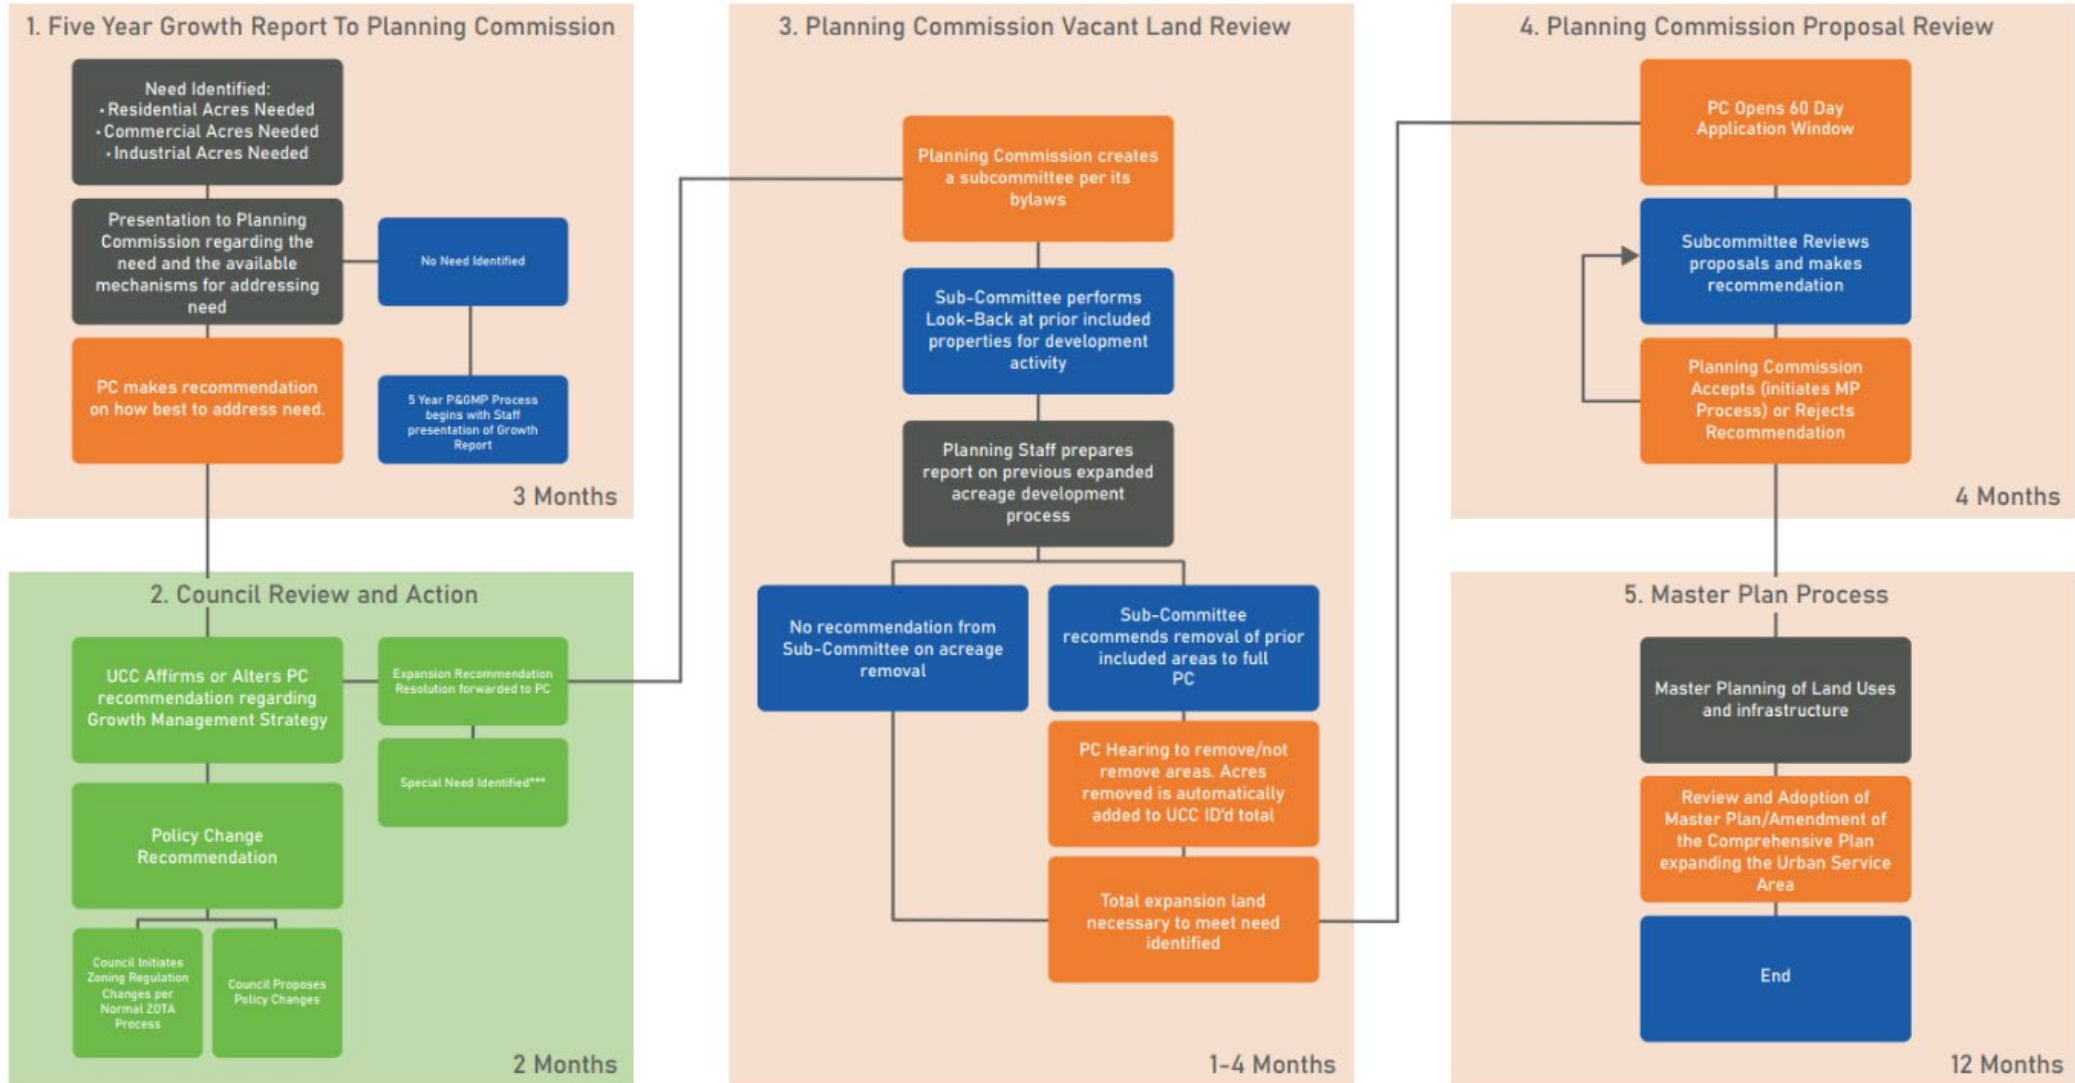 1. Five Year Growth Report To Planning Commission
Need Identified:
• Residential Acres Needed
• Commercial Acres Needed
• Industrial Acres Needed
Presentation to Planning
Commission regarding the
need and the available
mechanisms for addressing
need
No Need Identified
PC makes recommendation
on how best to address need.
5 Year P&GMP Process
begins with Staff
presentation of Growth
Report
3 Months
2. Council Review and Action
UCC Affirms or Alters PC
recommendation regarding
Growth Management Strategy
Expansion Recommendation
Resolution forwarded to PC
Special Need Identified***
Policy Change
Recommendation
Council Initiates
Zoning Regulation
Changes per
Normal ZOTA
Process
Council Proposes
Policy Changes
2 Months
3. Planning Commission Vacant Land Review
Planning Commission creates
a subcommittee per its
bylaws
Sub-Committee performs
Look-Back at prior included
properties for development
activity
Planning Staff prepares
report on previous expanded
acreage development
process
No recommendation from
Sub-Committee on acreage
removal
Sub-Committee
recommends removal of prior
included areas to full
PC
PC Hearing to remove/not
remove areas. Acres
removed is automatically
added to UCC ID'd total
Total expansion land
necessary to meet need
identified
1-4 Months
4. Planning Commission Proposal Review
PC Opens 60 Day
Application Window
Subcommittee Reviews
proposals and makes
recommendation
Planning Commission
Accepts (initiates MP
Process) or Rejects
Recommendation
4 Months
5. Master Plan Process
Master Planning of Land Uses
and infrastructure
Review and Adoption of
Master Plan/Amendment of
the Comprehensive Plan
expanding the Urban Service
Area
End
12 Months